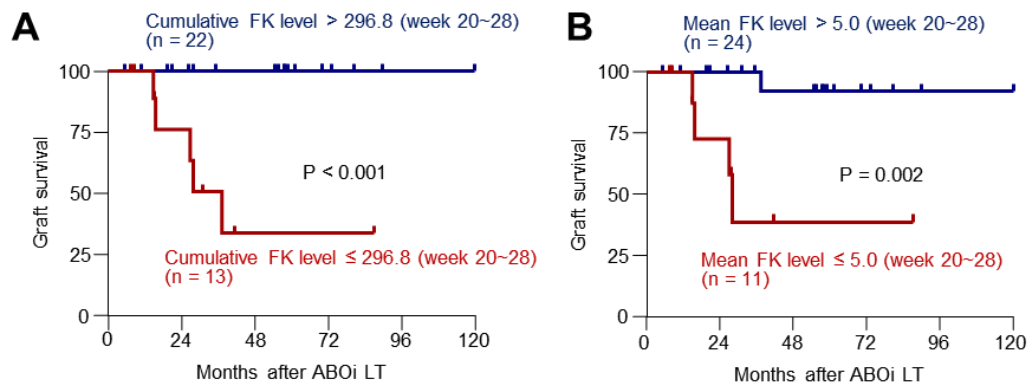 A
Cumulative FK level > 296.8 (week 20~28)
(n = 22)
100
75
50
25
0
Graft survival
P < 0.001
Cumulative FK level ≤ 296.8 (week 20~28)
(n = 13)
0 24 48 72 96 120
Months after ABOi LT
B
Mean FK level > 5.0 (week 20~28)
(n = 24)
100
75
50
25
0
Graft survival
P = 0.002
Mean FK level ≤ 5.0 (week 20~28)
(n = 11)
0 24 48 72 96 120
Months after ABOi LT